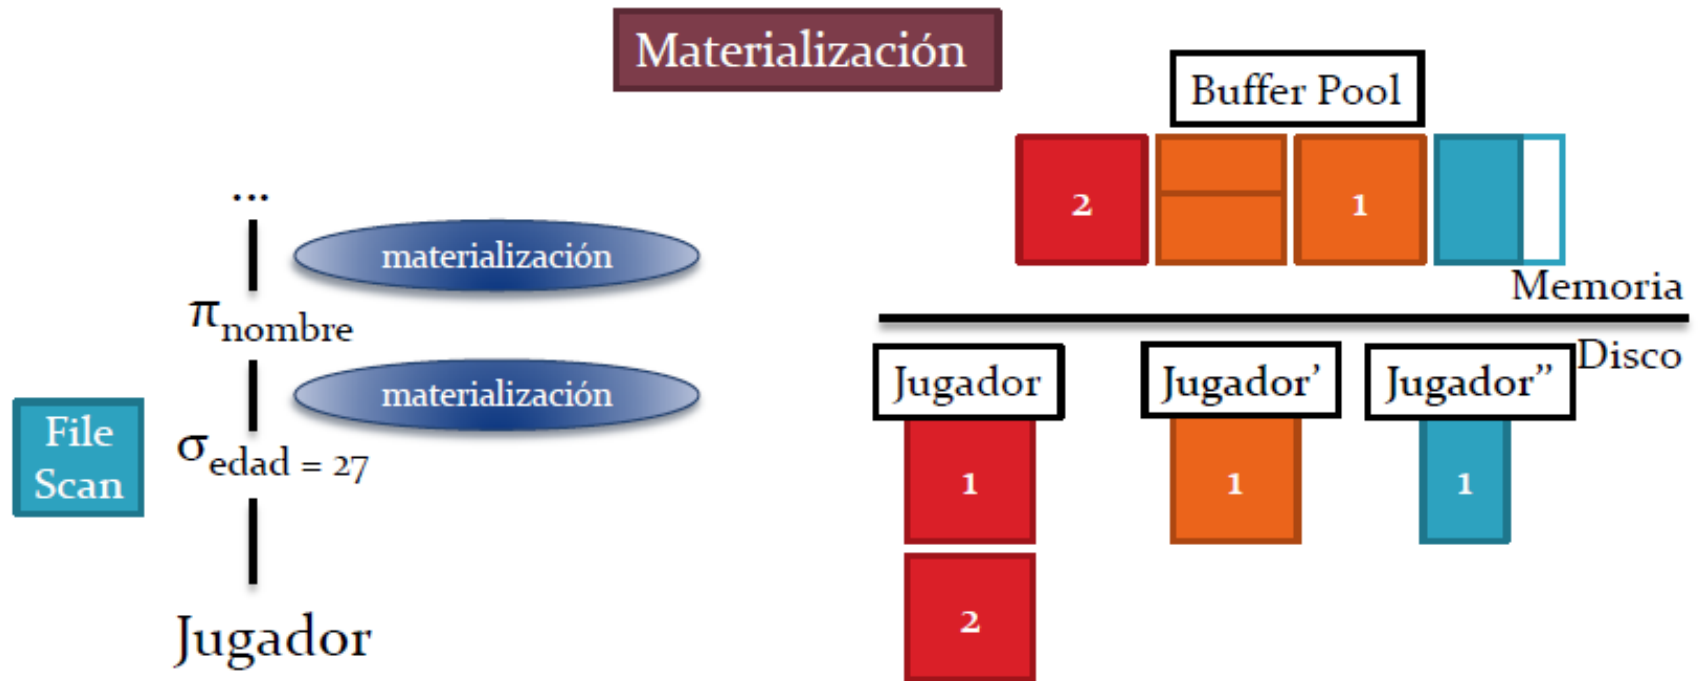 Materialización
Buffer Pool
2
1
...
materialización
Memoria
π nombre
Disco
materialización
Jugador
Jugador’
Jugador’’
File
Scan
σ edad = 27
1
1
1
2
Jugador